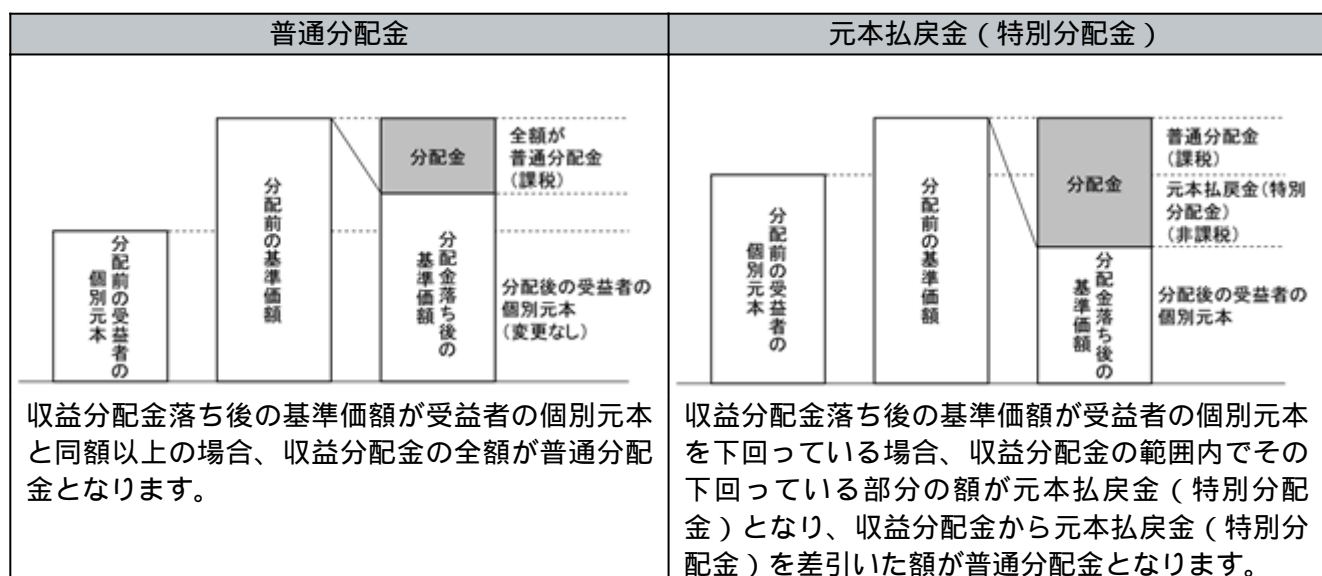 普通分配金
分配前の受益者の
個別元本
分配前の基準価額
分配金
分配金落ち後の
基準価額
全額が
普通分配金
(課税)
分配後の受益者の
個別元本
(変更なし)
収益分配金落ち後の基準価額が受益者の個別元本
と同額以上の場合、収益分配金の全額が普通分配
金となります。
元本払戻金（特別分配金）
分配前の受益者の
個別元本
分配前の基準価額
分配金
分配金落ち後の
基準価額
普通分配金
(課税)
元本払戻金(特別
分配金)
(非課税)
分配後の受益者の
個別元本
収益分配金落ち後の基準価額が受益者の個別元本
を下回っている場合、収益分配金の範囲内でその
下回っている部分の額が元本払戻金（特別分配
金）となり、収益分配金から元本払戻金（特別分
配金）を差引いた額が普通分配金となります。